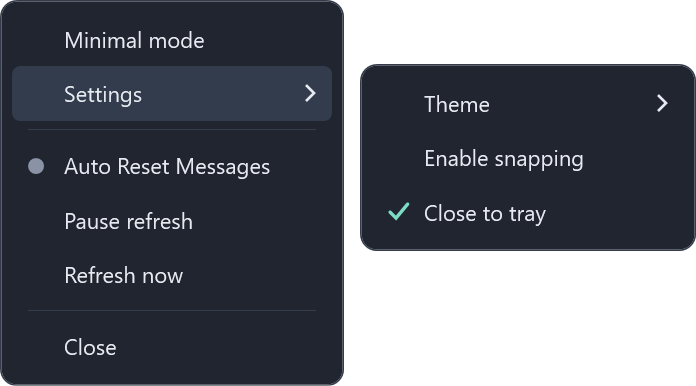 Minimal mode
Settings
Auto Reset Messages
Pause refresh
Refresh now
Close
Theme
Enable snapping
Close to tray